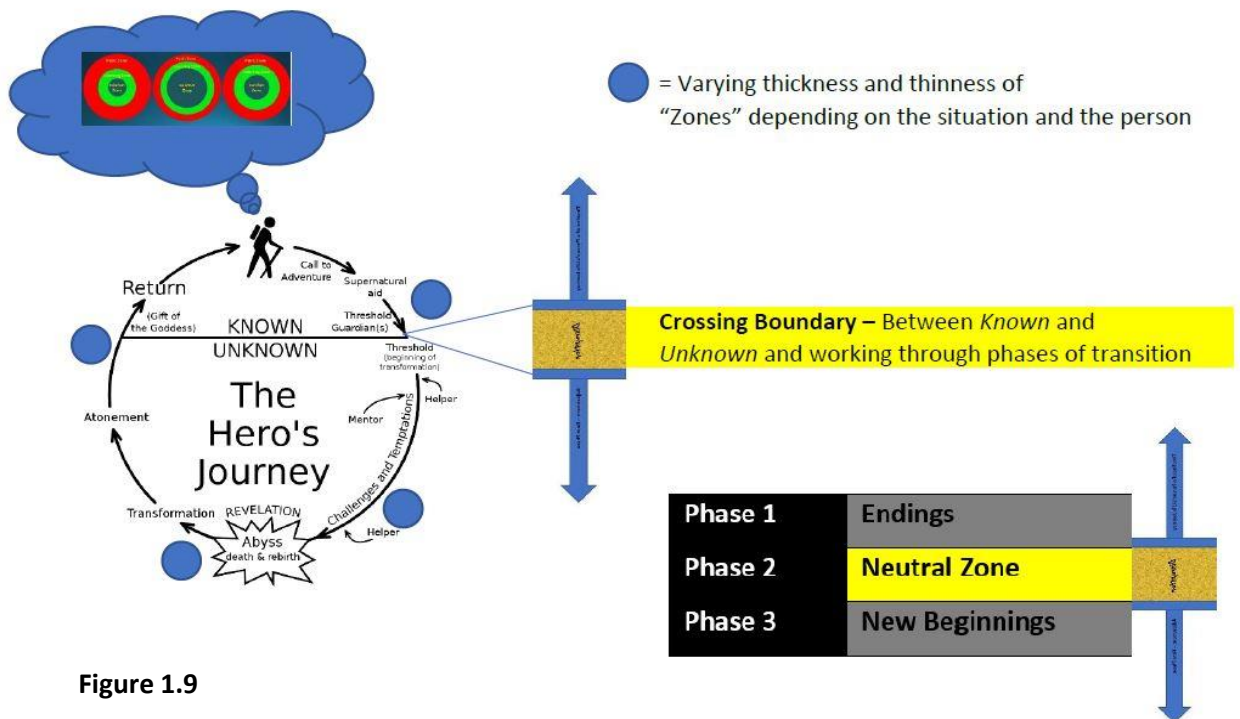 = Varying thickness and thinness of
“Zones” depending on the situation and the person
Call to
Adventure
Supernatural
aid
Return
(Gift of
the Goddess)
Threshold
Guardian(s)
KNOWN
UNKNOWN
Threshold
(beginning of
transformation)
Crossing Boundary – Between Known and
Unknown and working through phases of transition
The
Hero's
Journey
Helper
Mentor
Challenges and Temptations
Atonement
Transformation
REVELATION
Abyss
death & rebirth
Helper
Phase 1 Endings
Phase 2 Neutral Zone
Phase 3 New Beginnings
Figure 1.9